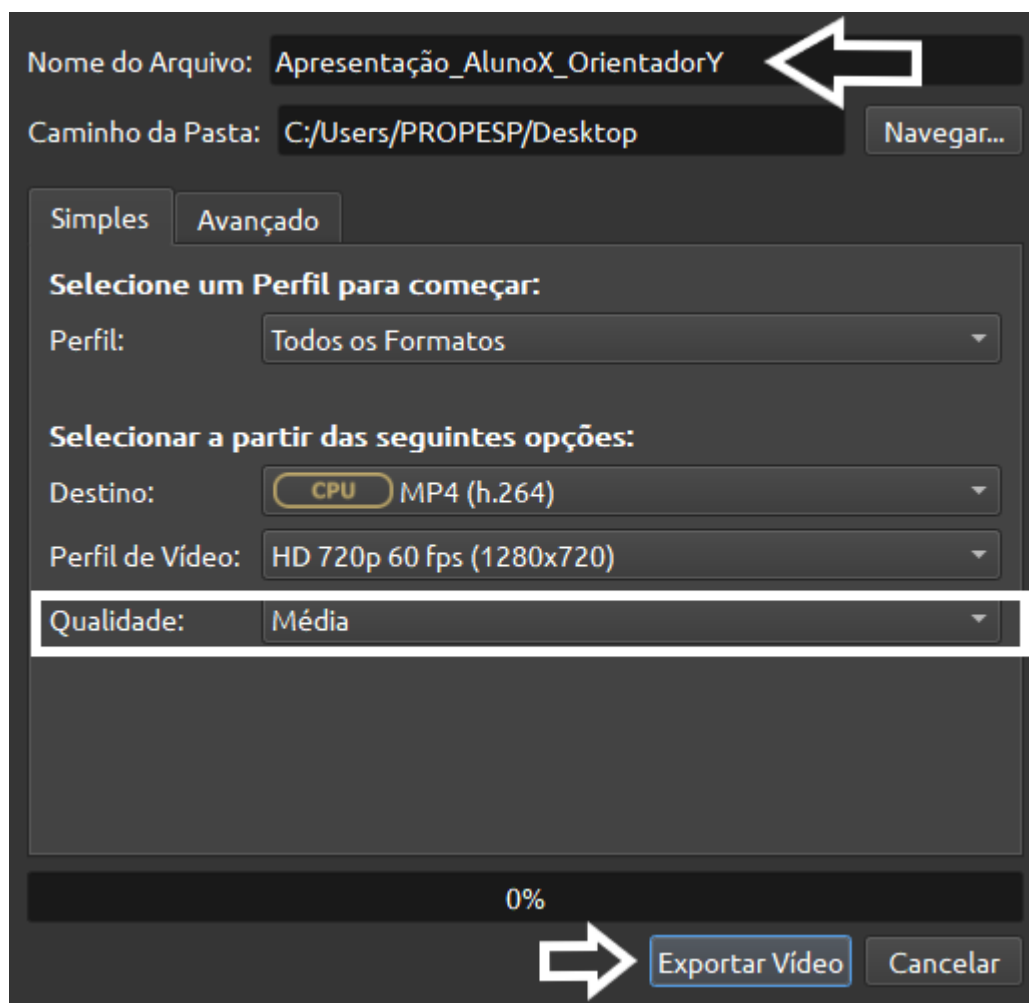 Nome do Arquivo: Apresentação_AlunoX_OrientadorY
Caminho da Pasta: C:/Users/PROPESP/Desktop Navegar...
Simples Avançado
Selecione um Perfil para começar:
Perfil: Todos os Formatos
Selecionar a partir das seguintes opções:
Destino: CPU MP4 (h.264)
Perfil de Vídeo: HD 720p 60 fps (1280x720)
Qualidade: Média
0%
Exportar Vídeo Cancelar